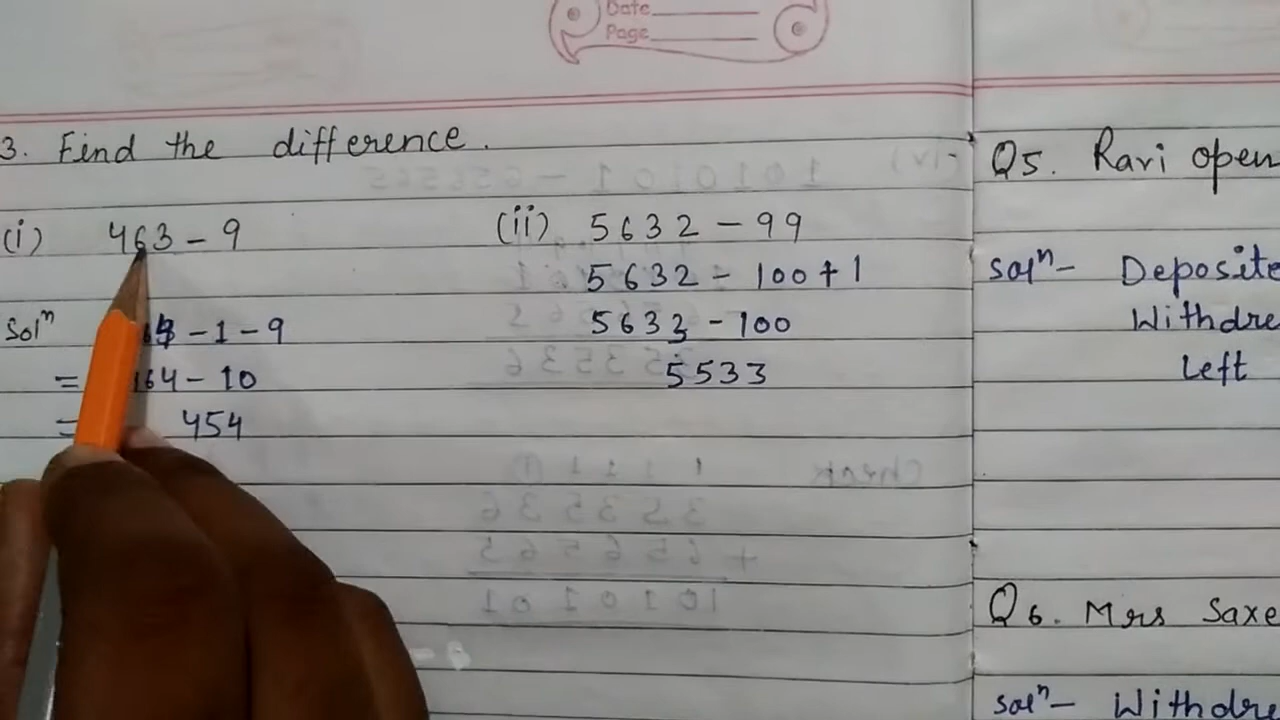 Date
Page
3. Find the difference.
(i) 463 - 9
Solⁿ 64 - 1 - 9
= 164 - 10
= 454
(ii) 5632 - 99
5632 - 100 + 1
5633 - 100
5533
Q5. Ravi open
Solⁿ - Deposite
Withdre
Left
Q6. Mrs Saxe
Solⁿ - Withdre